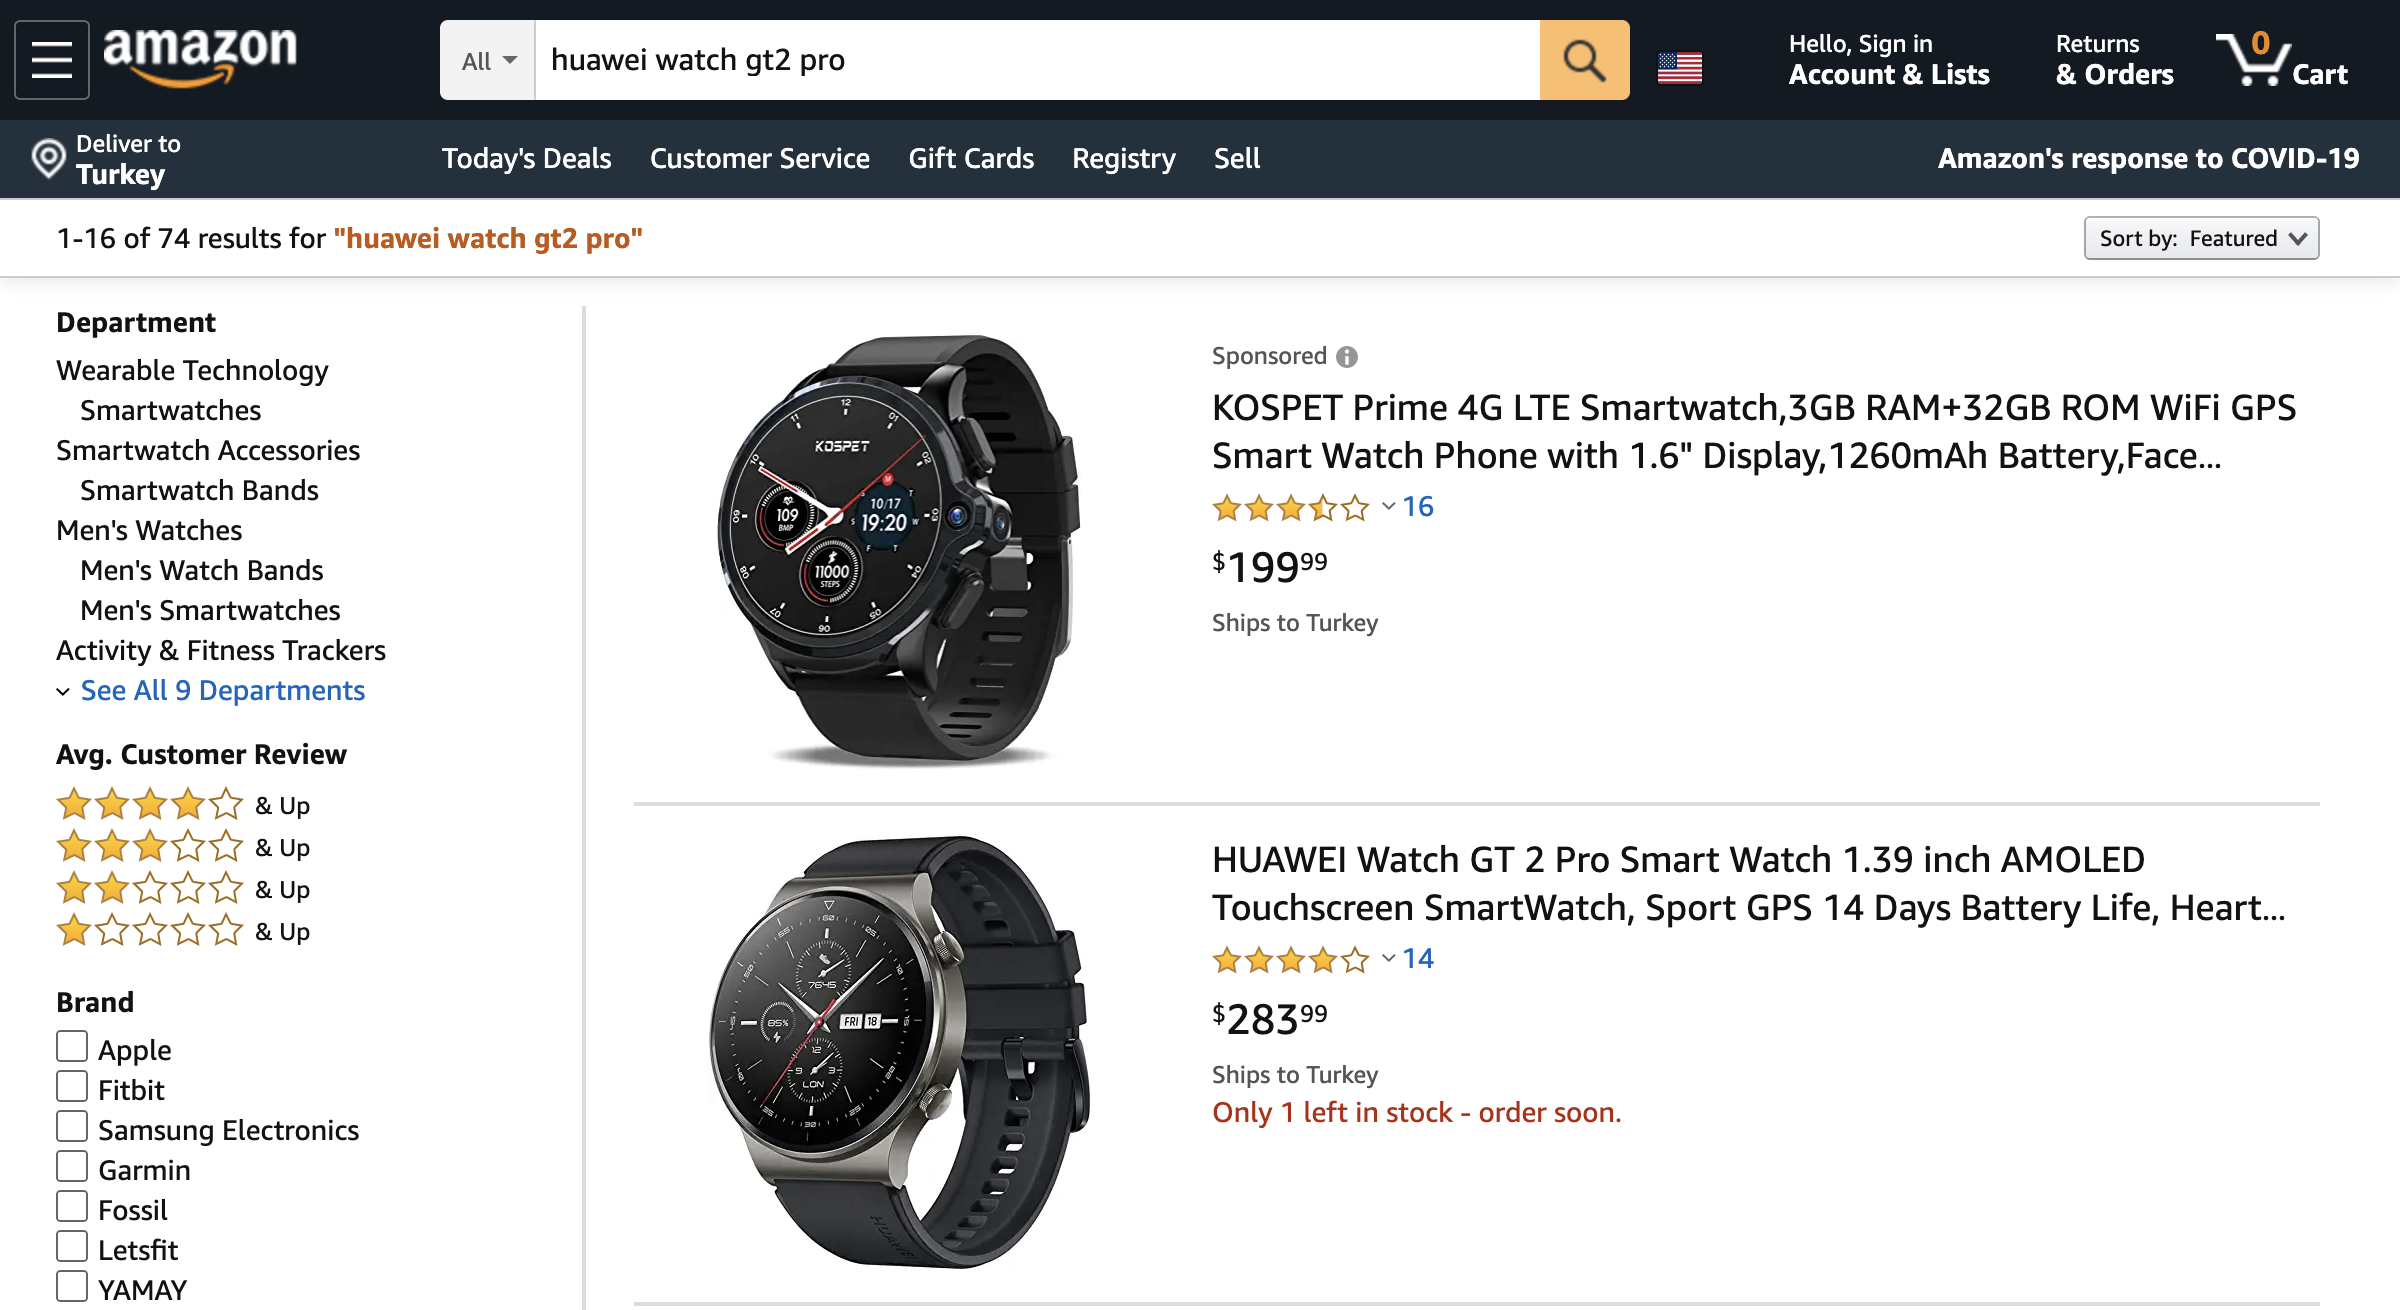 amazon
All
huawei watch gt2 pro
Hello, Sign in
Account & Lists
Returns
& Orders
0
Cart
Deliver to
Turkey
Today's Deals
Customer Service
Gift Cards
Registry
Sell
Amazon's response to COVID-19
1-16 of 74 results for "huawei watch gt2 pro"
Sort by: Featured
Department
Wearable Technology
Smartwatches
Smartwatch Accessories
Smartwatch Bands
Men's Watches
Men's Watch Bands
Men's Smartwatches
Activity & Fitness Trackers
See All 9 Departments
Avg. Customer Review
& Up
& Up
& Up
& Up
Brand
Apple
Fitbit
Samsung Electronics
Garmin
Fossil
Letsfit
YAMAY
KOSPET
109
BMP
10/17
19:20
11000
STEPS
Sponsored
KOSPET Prime 4G LTE Smartwatch,3GB RAM+32GB ROM WiFi GPS
Smart Watch Phone with 1.6" Display,1260mAh Battery,Face...
16
$19999
Ships to Turkey
7645
85%
FRI 18
12
9 3
LON
HUAWEI
HUAWEI Watch GT 2 Pro Smart Watch 1.39 inch AMOLED
Touchscreen SmartWatch, Sport GPS 14 Days Battery Life, Heart...
14
$28399
Ships to Turkey
Only 1 left in stock - order soon.